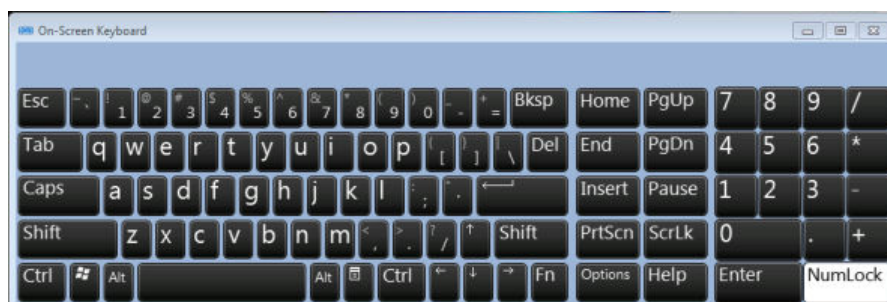 On-Screen Keyboard
Esc ~ ` ! 1 @ 2 # 3 $ 4 % 5 ^ 6 & 7 * 8 ( 9 ) 0 _ - + = Bksp Home PgUp 7 8 9 /
Tab q w e r t y u i o p { [ } ] | \ Del End PgDn 4 5 6 *
Caps a s d f g h j k l : ; " ' Insert Pause 1 2 3 -
Shift z x c v b n m < , > . ? / ↑ Shift PrtScn ScrLk 0 . +
Ctrl Alt Alt Ctrl ← ↓ → Fn Options Help Enter NumLock